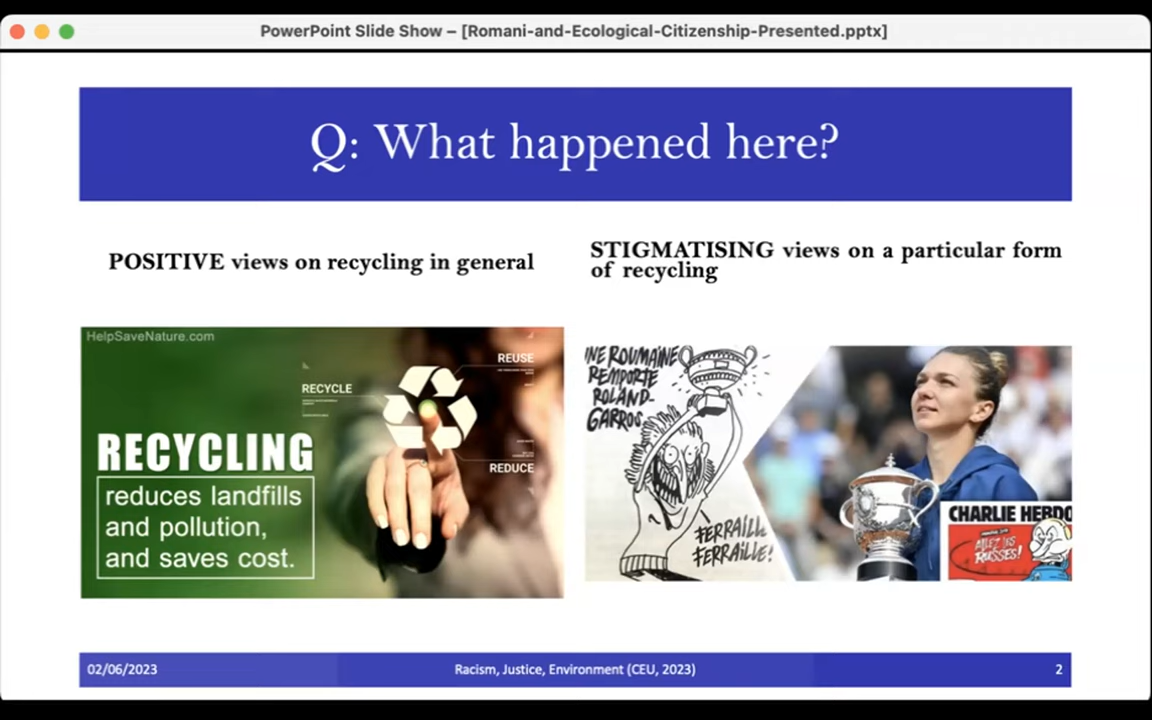 PowerPoint Slide Show – [Romani-and-Ecological-Citizenship-Presented.pptx]
Q: What happened here?
POSITIVE views on recycling in general
STIGMATISING views on a particular form
of recycling
HelpSaveNature.com
REUSE
RECYCLE
REDUCE
RECYCLING
reduces landfills
and pollution,
and saves cost.
UNE ROUMAINE
REMPORTE
ROLAND-
GARROS
FERRAILLE
FERRAILLE!
CHARLIE HEBDO
ALLEZ LES
RUSSES!
02/06/2023
Racism, Justice, Environment (CEU, 2023)
2